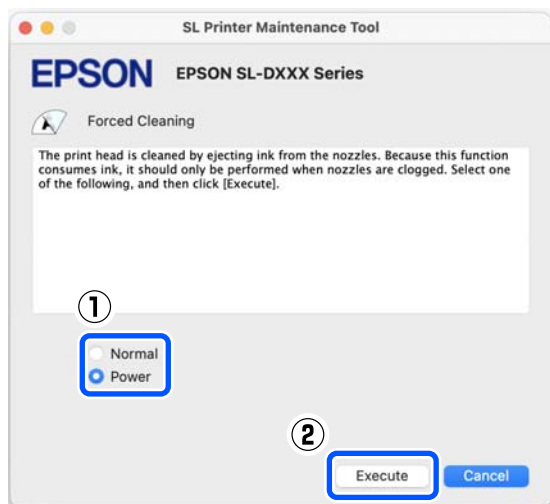 SL Printer Maintenance Tool
EPSON EPSON SL-DXXX Series
Forced Cleaning
The print head is cleaned by ejecting ink from the nozzles. Because this function
consumes ink, it should only be performed when nozzles are clogged. Select one
of the following, and then click [Execute].
①
Normal
Power
②
Execute Cancel